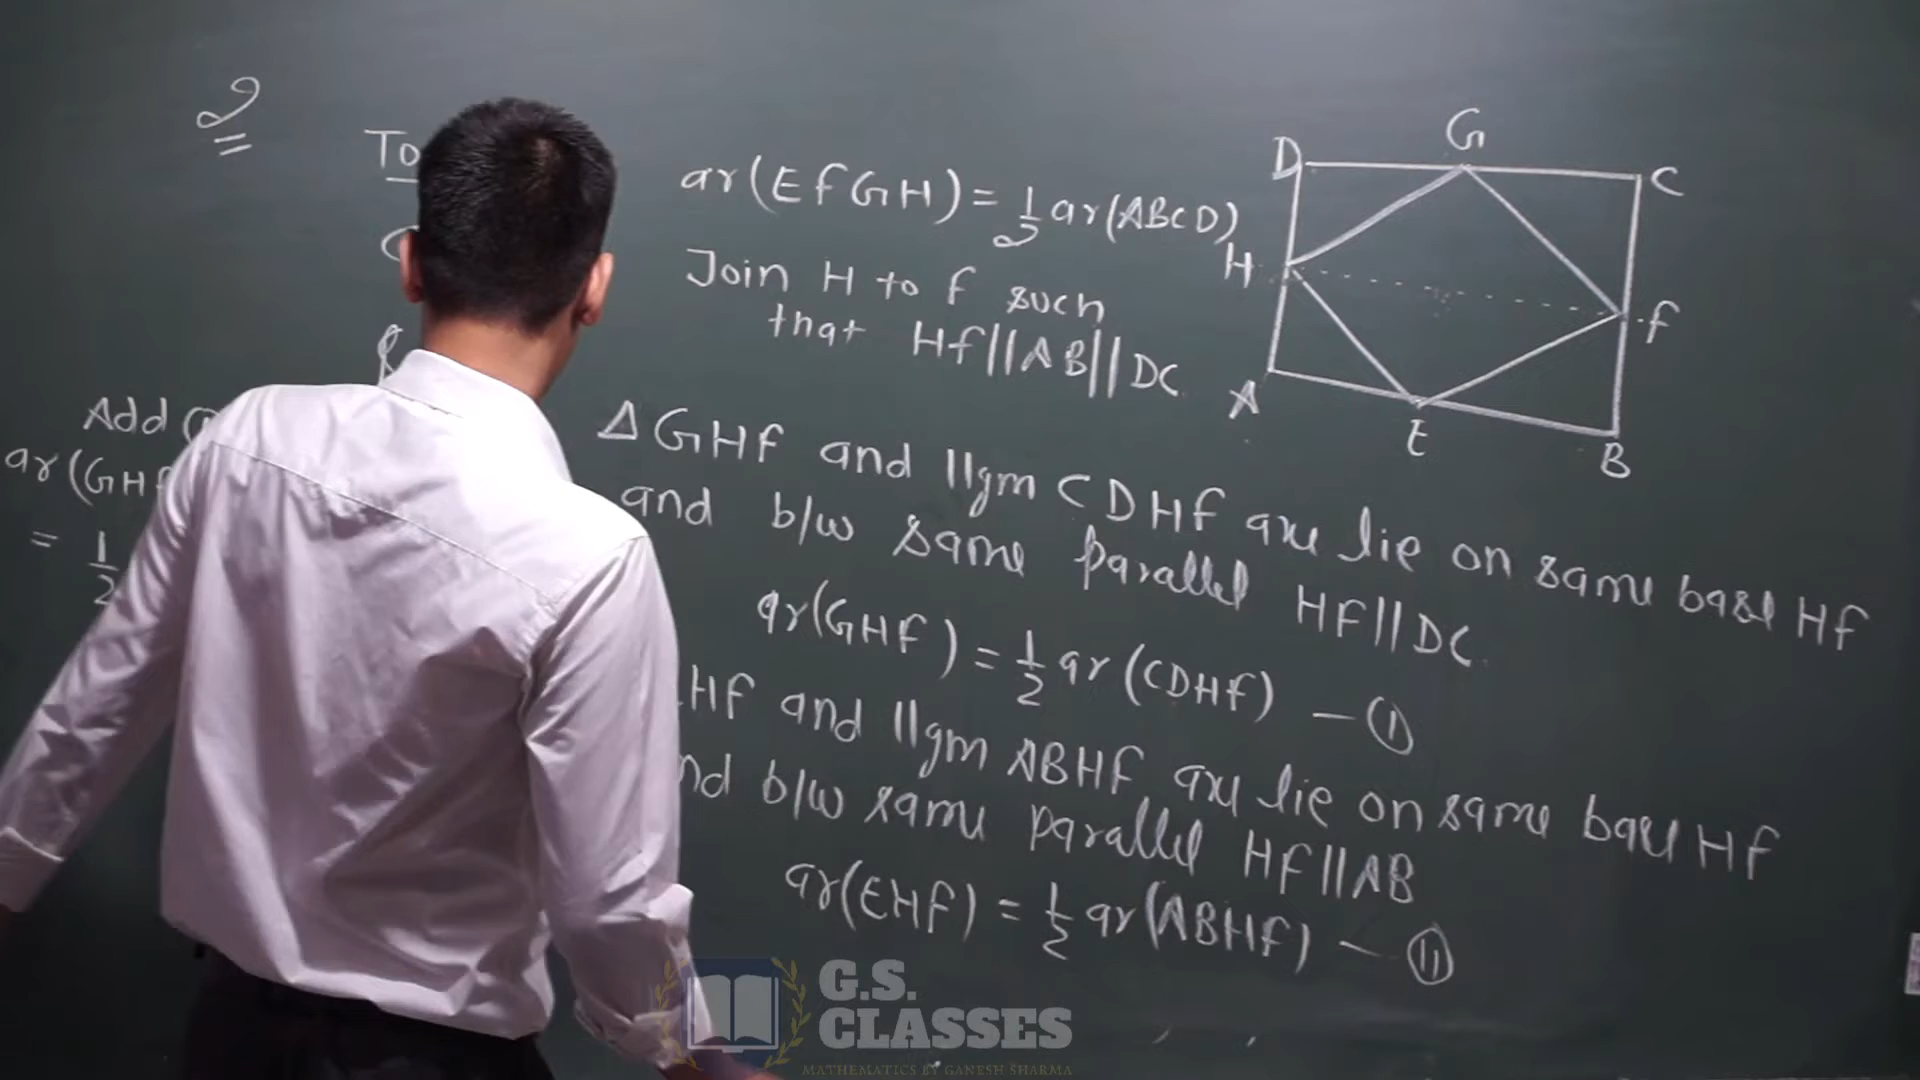 2
To
ar(EFGH) = 1/2 ar(ABCD)
Join H to F such
that HF||AB||DC
D G C
H F
A E B
Add
ar(GHF
= 1/2
ΔGHF and ||gm CDHF are lie on same base HF
and b/w same parallel HF||DC.
ar(GHF) = 1/2 ar(CDHF) — (I)
HF and ||gm ABHF are lie on same base HF
nd b/w same parallel HF||AB
ar(EHF) = 1/2 ar(ABHF) — (II)
G.S.
CLASSES
MATHEMATICS BY GANESH SHARMA